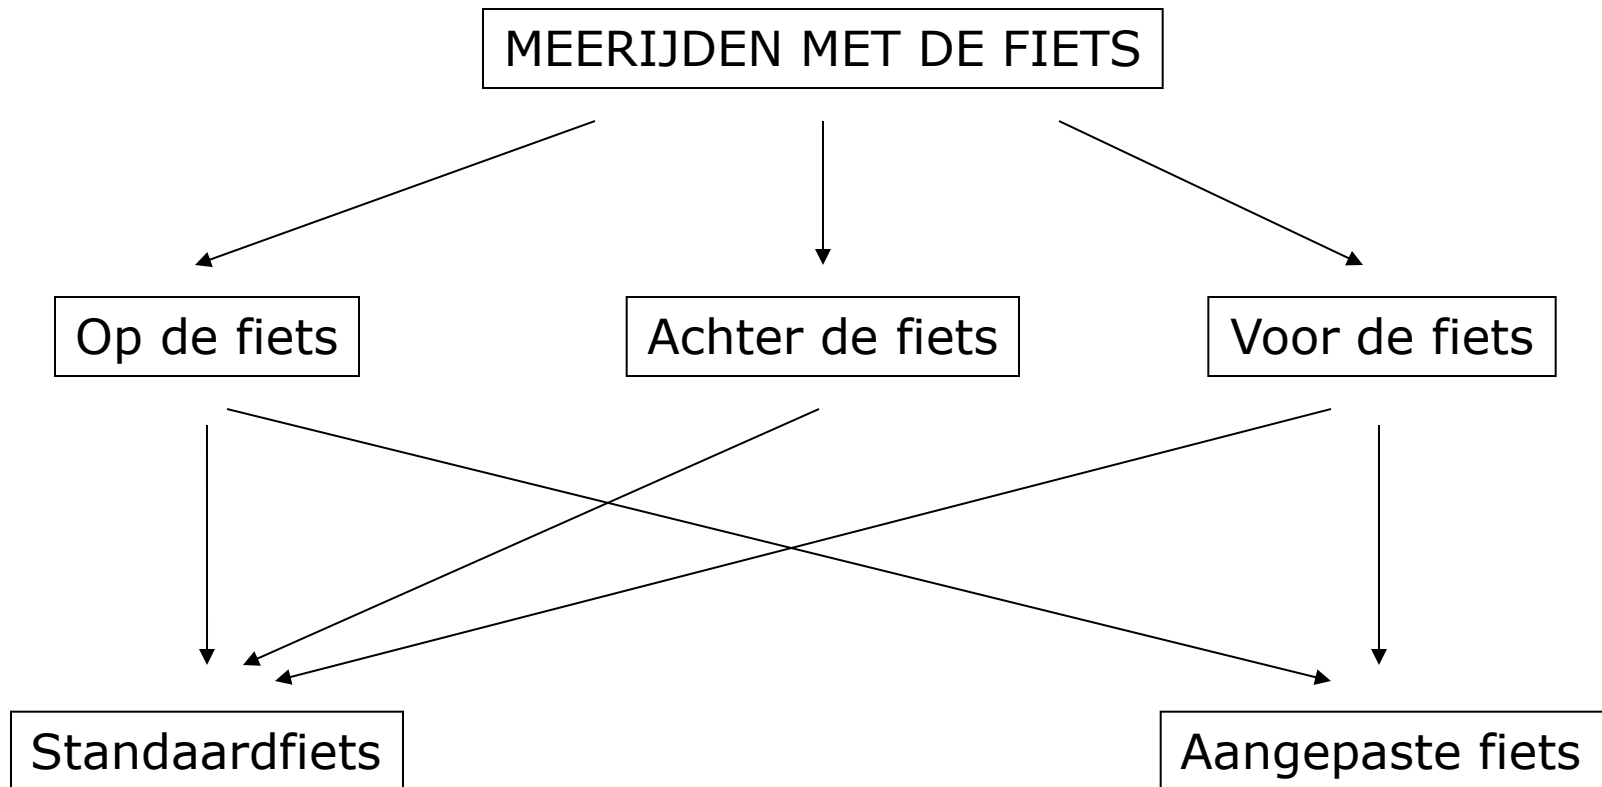 MEERIJDEN MET DE FIETS
Op de fiets
Achter de fiets
Voor de fiets
Standaardfiets
Aangepaste fiets